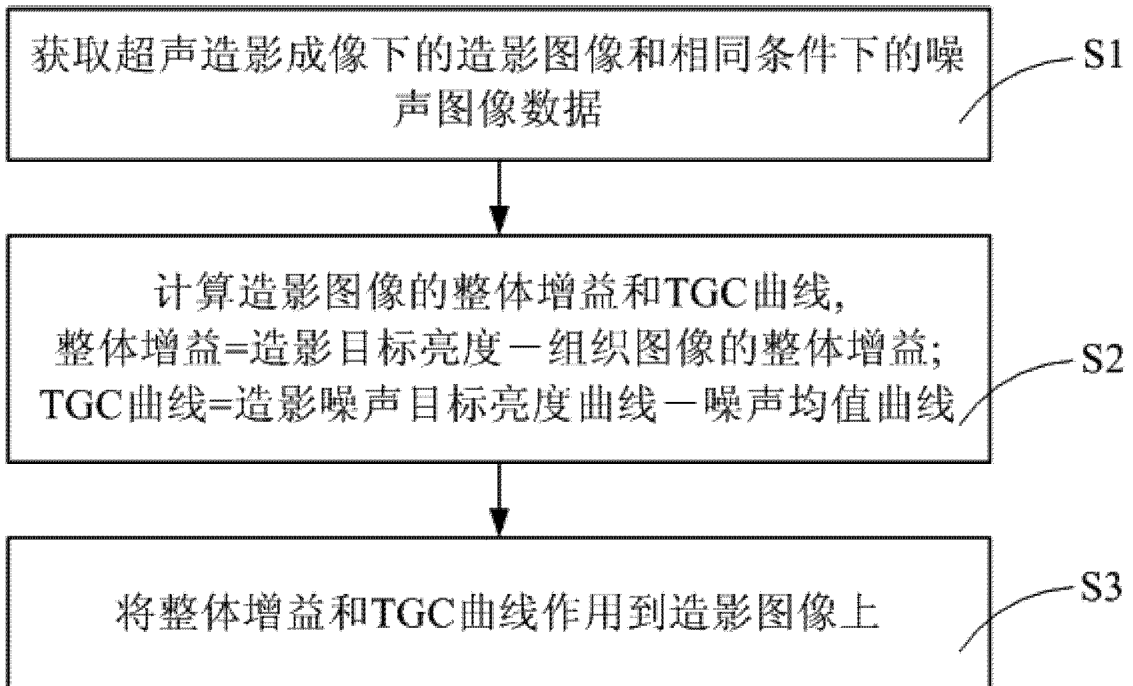 获取超声造影成像下的造影图像和相同条件下的噪
声图像数据
S1
计算造影图像的整体增益和TGC曲线,
整体增益=造影目标亮度－组织图像的整体增益;
TGC曲线=造影噪声目标亮度曲线－噪声均值曲线
S2
将整体增益和TGC曲线作用到造影图像上
S3